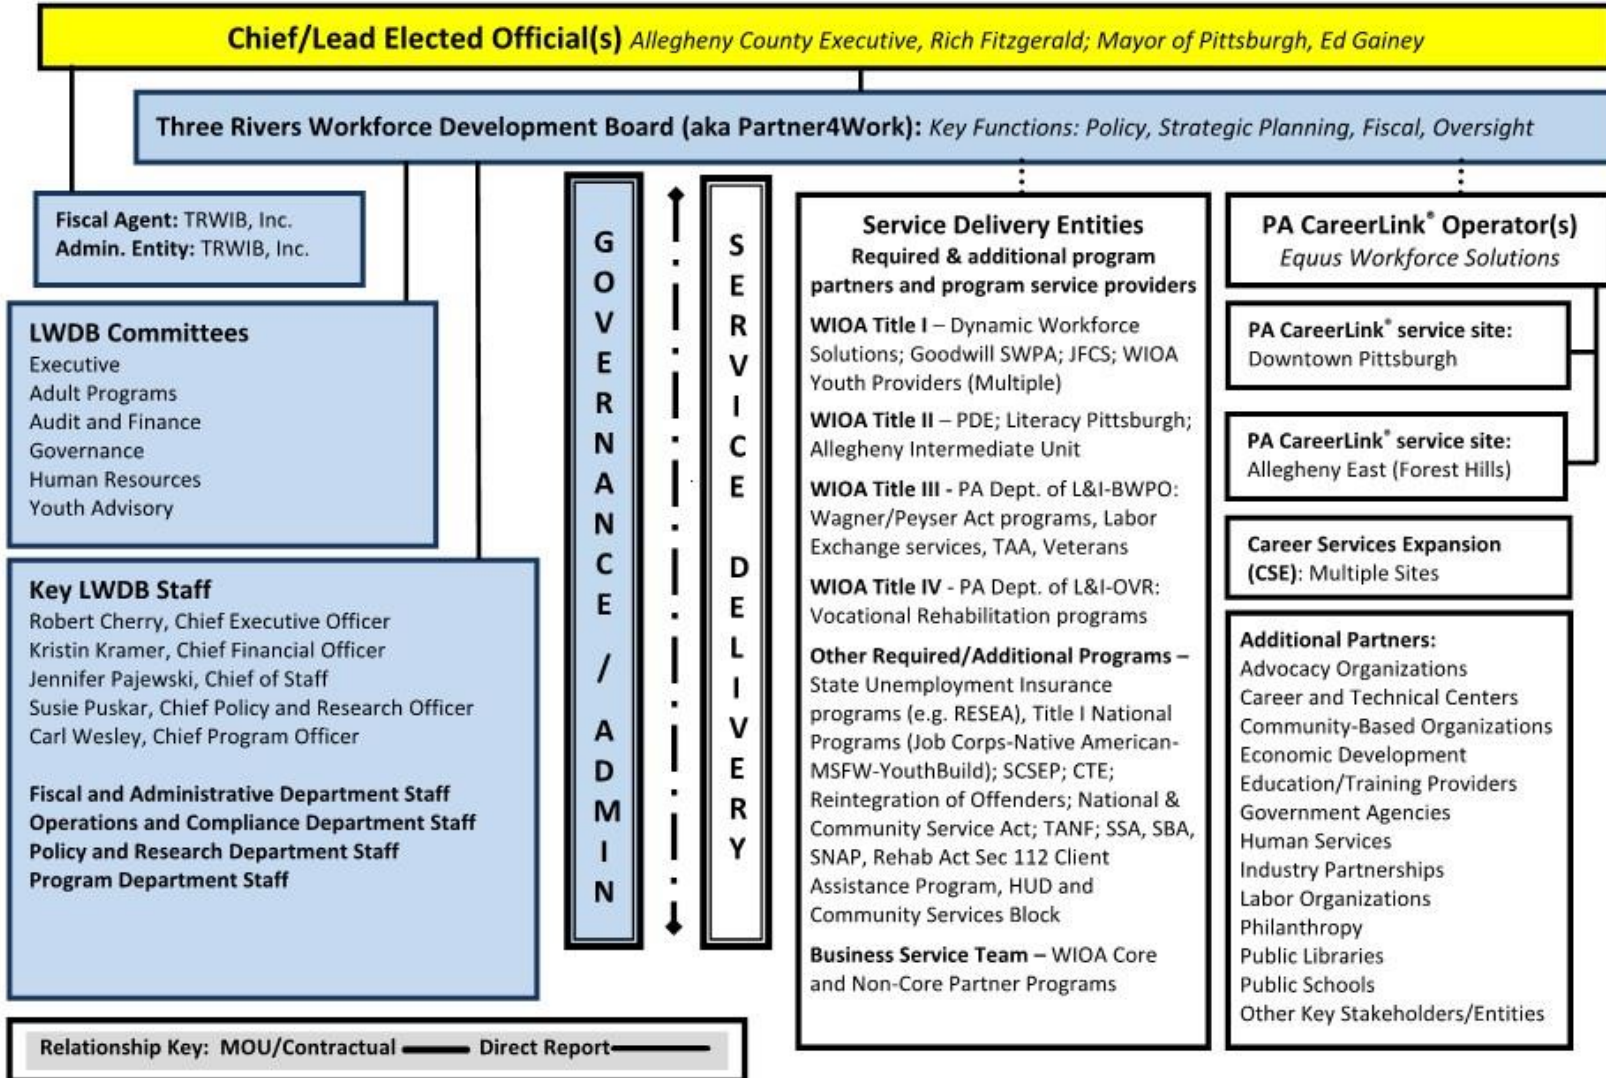 Chief/Lead Elected Official(s) Allegheny County Executive, Rich Fitzgerald; Mayor of Pittsburgh, Ed Gainey
Three Rivers Workforce Development Board (aka Partner4Work): Key Functions: Policy, Strategic Planning, Fiscal, Oversight
Fiscal Agent: TRWIB, Inc.
Admin. Entity: TRWIB, Inc.
LWDB Committees
Executive
Adult Programs
Audit and Finance
Governance
Human Resources
Youth Advisory
Key LWDB Staff
Robert Cherry, Chief Executive Officer
Kristin Kramer, Chief Financial Officer
Jennifer Pajewski, Chief of Staff
Susie Puskar, Chief Policy and Research Officer
Carl Wesley, Chief Program Officer
Fiscal and Administrative Department Staff
Operations and Compliance Department Staff
Policy and Research Department Staff
Program Department Staff
GOVERNANCE / ADMIN
SERVICE DELIVERY
Service Delivery Entities
Required & additional program
partners and program service providers
WIOA Title I – Dynamic Workforce
Solutions; Goodwill SWPA; JFCS; WIOA
Youth Providers (Multiple)
WIOA Title II – PDE; Literacy Pittsburgh;
Allegheny Intermediate Unit
WIOA Title III - PA Dept. of L&I-BWPO:
Wagner/Peyser Act programs, Labor
Exchange services, TAA, Veterans
WIOA Title IV - PA Dept. of L&I-OVR:
Vocational Rehabilitation programs
Other Required/Additional Programs –
State Unemployment Insurance
programs (e.g. RESEA), Title I National
Programs (Job Corps-Native American-
MSFW-YouthBuild); SCSEP; CTE;
Reintegration of Offenders; National &
Community Service Act; TANF; SSA, SBA,
SNAP, Rehab Act Sec 112 Client
Assistance Program, HUD and
Community Services Block
Business Service Team – WIOA Core
and Non-Core Partner Programs
PA CareerLink® Operator(s)
Equus Workforce Solutions
PA CareerLink® service site:
Downtown Pittsburgh
PA CareerLink® service site:
Allegheny East (Forest Hills)
Career Services Expansion
(CSE): Multiple Sites
Additional Partners:
Advocacy Organizations
Career and Technical Centers
Community-Based Organizations
Economic Development
Education/Training Providers
Government Agencies
Human Services
Industry Partnerships
Labor Organizations
Philanthropy
Public Libraries
Public Schools
Other Key Stakeholders/Entities
Relationship Key: MOU/Contractual Direct Report